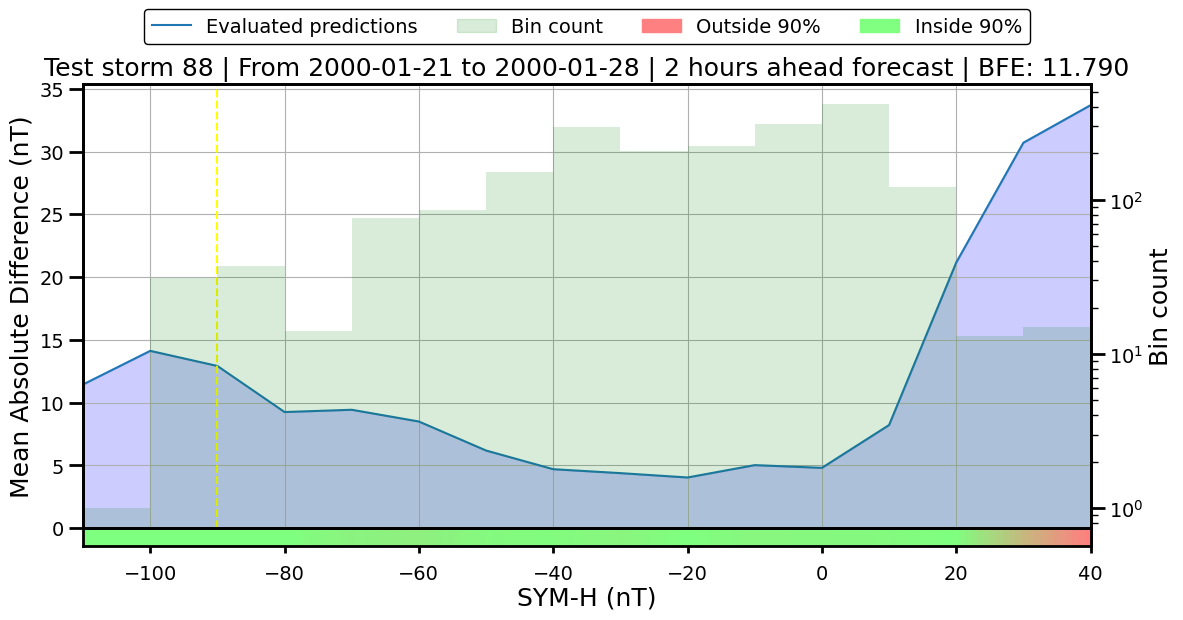 Evaluated predictions Bin count Outside 90% Inside 90%
Test storm 88 | From 2000-01-21 to 2000-01-28 | 2 hours ahead forecast | BFE: 11.790
Mean Absolute Difference (nT)
35
30
25
20
15
10
5
0
10²
10¹
10⁰
Bin count
−100 −80 −60 −40 −20 0 20 40
SYM-H (nT)